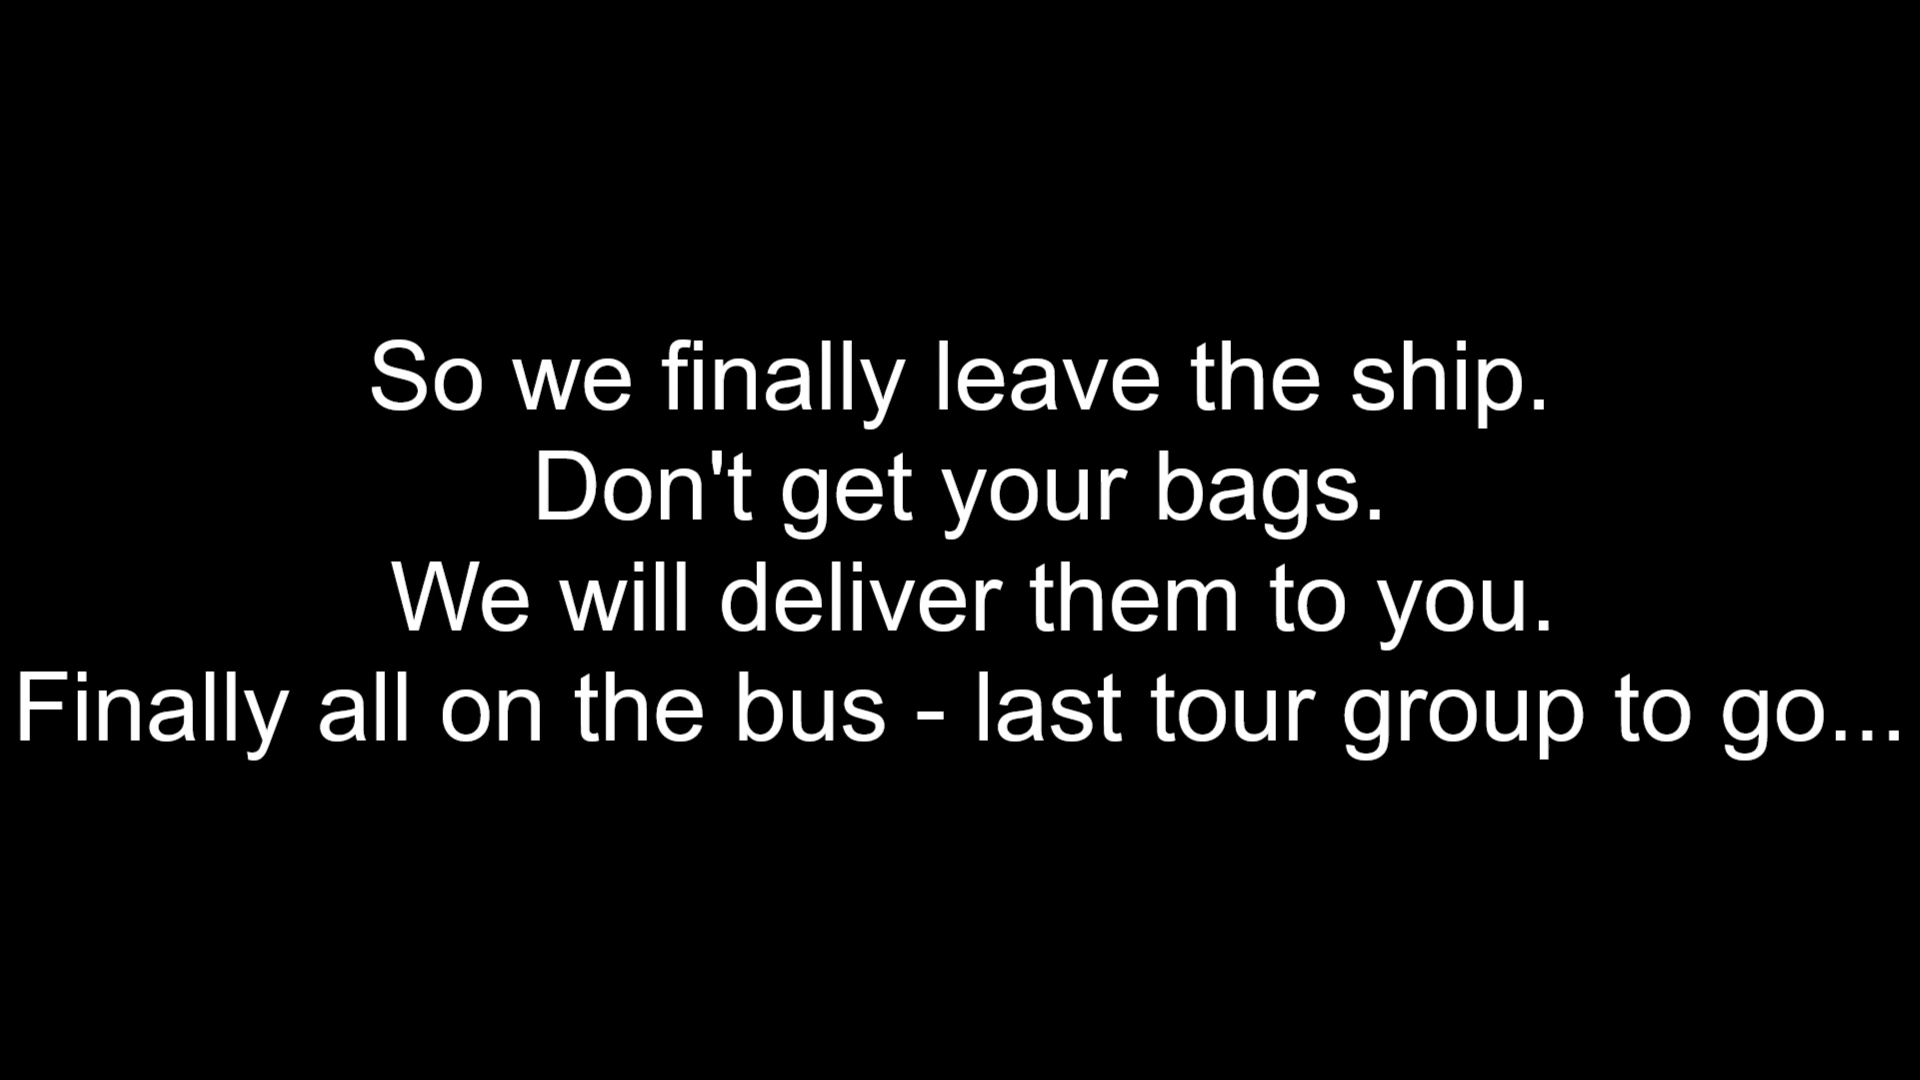 So we finally leave the ship.
Don't get your bags.
We will deliver them to you.
Finally all on the bus - last tour group to go...